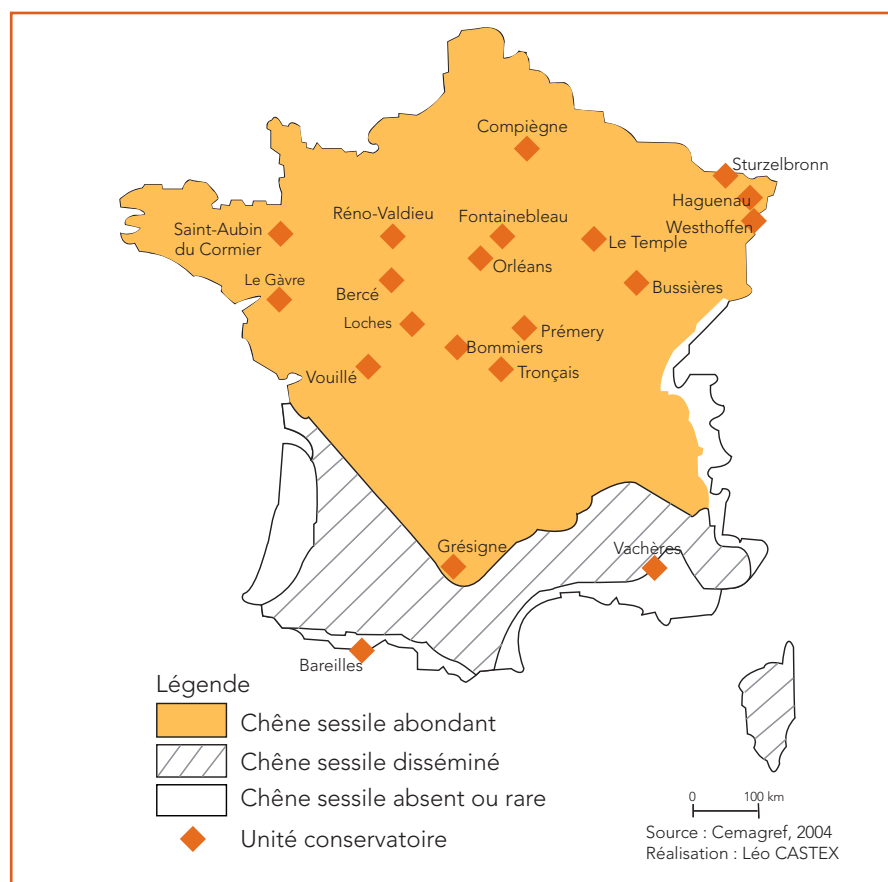 Compiègne
Sturzelbronn
Haguenau
Westhoffen
Réno-Valdieu
Fontainebleau
Saint-Aubin
du Cormier
Le Temple
Orléans
Le Gâvre
Bercé
Bussières
Loches
Prémery
Bommiers
Vouillé
Tronçais
Grésigne
Vachères
Bareilles
Légende
Chêne sessile abondant
Chêne sessile disséminé
Chêne sessile absent ou rare
Unité conservatoire
0 100 km
Source : Cemagref, 2004
Réalisation : Léo CASTEX